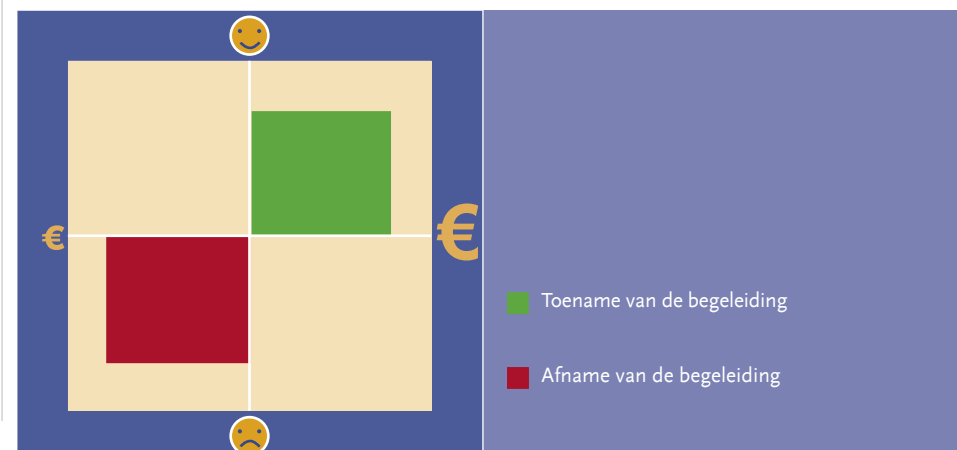 €
€
Toename van de begeleiding
Afname van de begeleiding